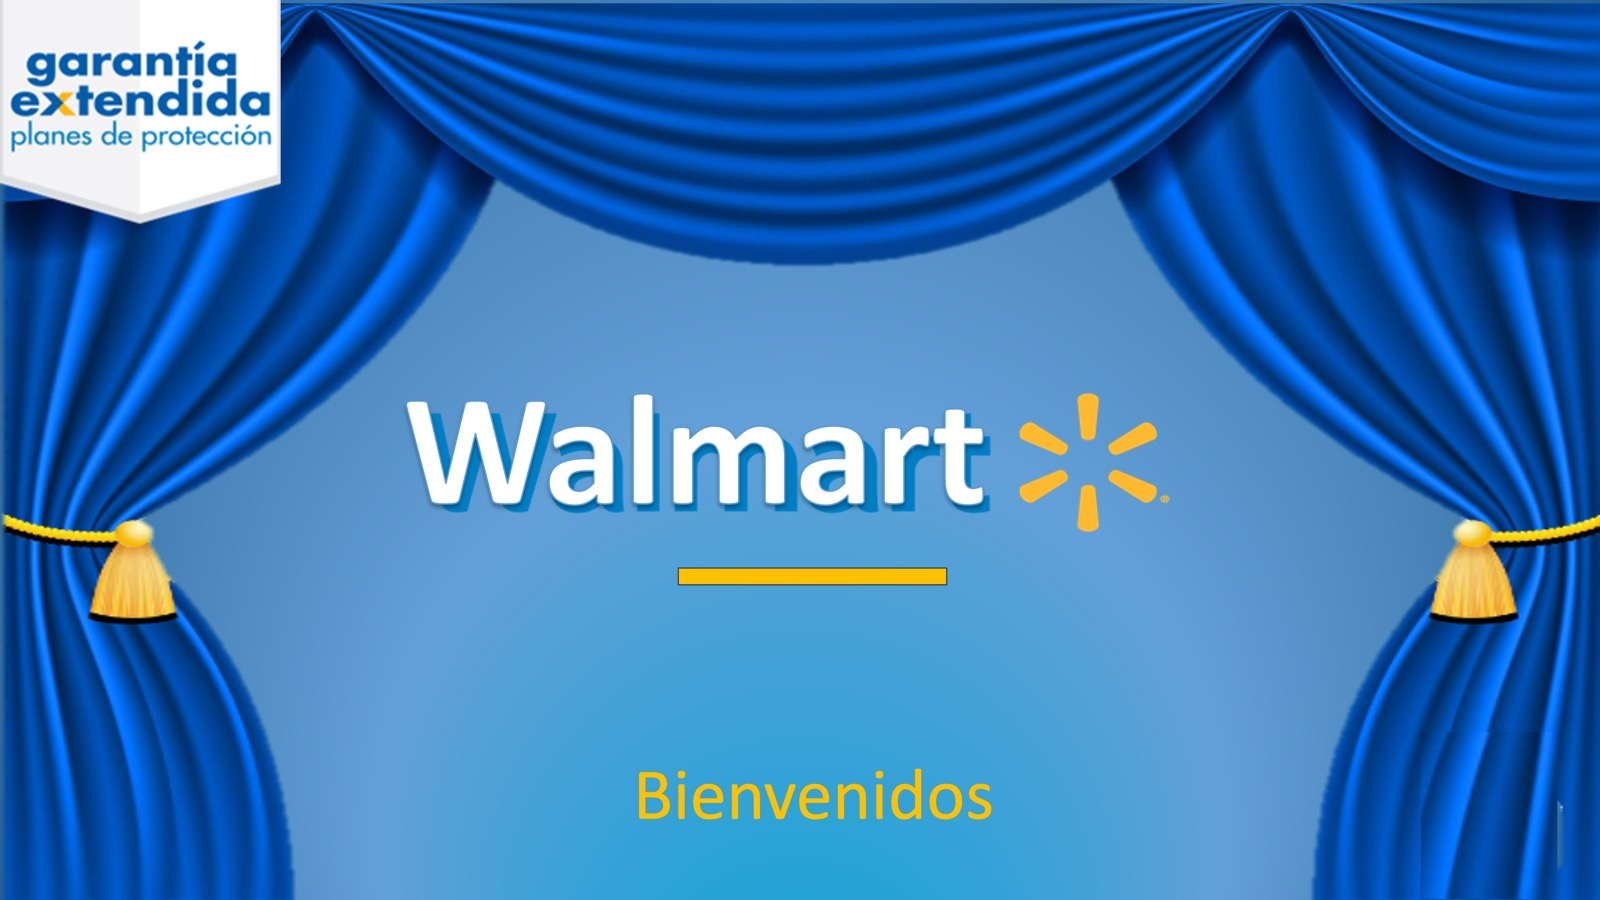 garantía
extendida
planes de protección
Walmart
®
Bienvenidos